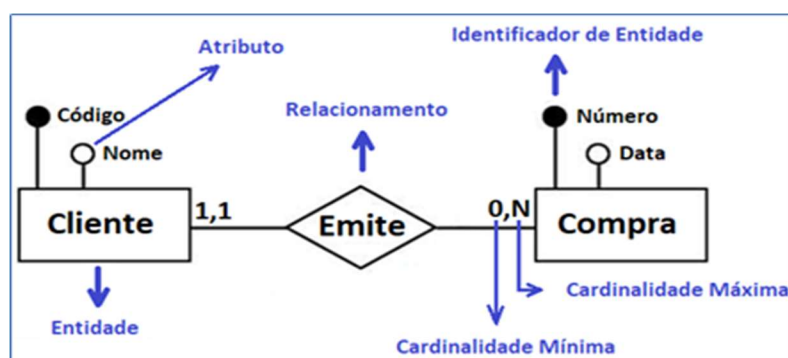 Atributo
Identificador de Entidade
Código
Nome
Relacionamento
Número
Data
Cliente
1,1
Emite
0,N
Compra
Entidade
Cardinalidade Máxima
Cardinalidade Mínima